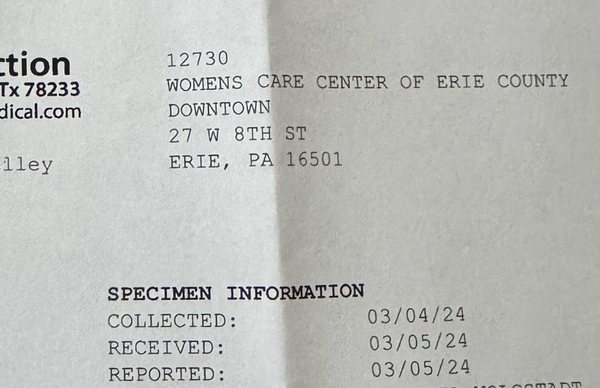 12730
ction
WOMENS CARE CENTER OF ERIE COUNTY
Tx 78233
DOWNTOWN
dical.com
27 W 8TH ST
lley
ERIE, PA 16501
SPECIMEN INFORMATION
COLLECTED: 03/04/24
RECEIVED: 03/05/24
REPORTED: 03/05/24